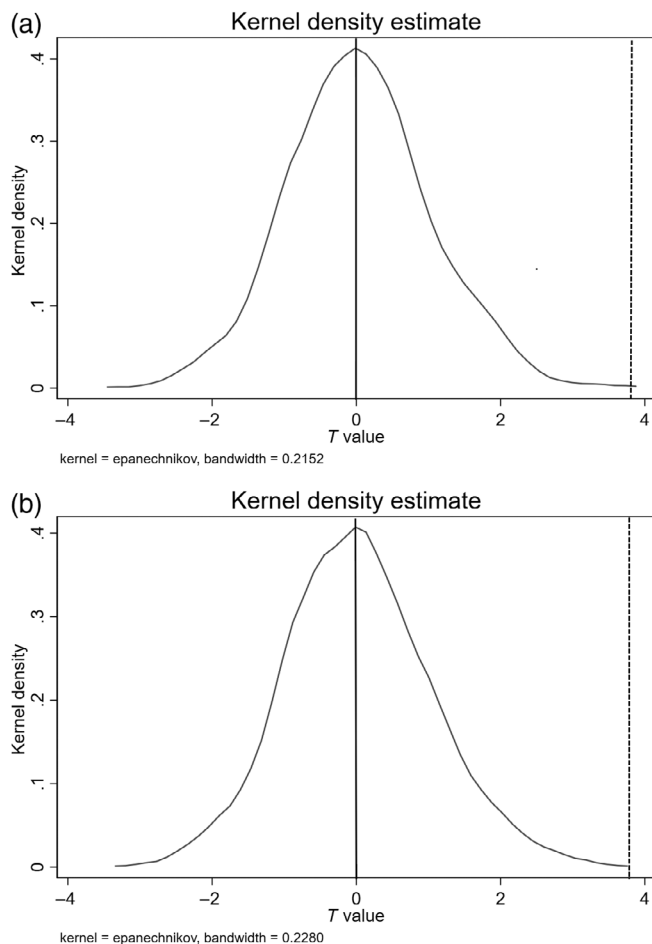 (a)
Kernel density estimate
Kernel density
.4
.3
.2
.1
0
−4 −2 0 2 4
T value
kernel = epanechnikov, bandwidth = 0.2152
(b)
Kernel density estimate
Kernel density
.4
.3
.2
.1
0
−4 −2 0 2 4
T value
kernel = epanechnikov, bandwidth = 0.2280